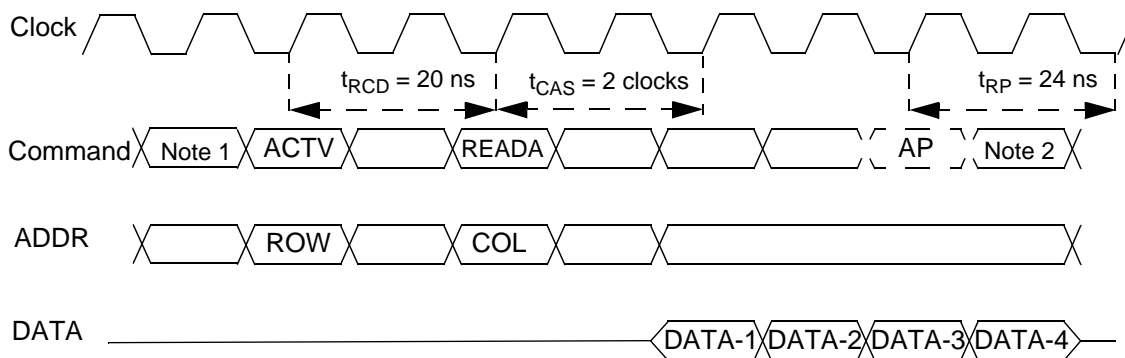 Clock
tRCD = 20 ns tCAS = 2 clocks tRP = 24 ns
Command Note 1 ACTV READA AP Note 2
ADDR ROW COL
DATA DATA-1 DATA-2 DATA-3 DATA-4